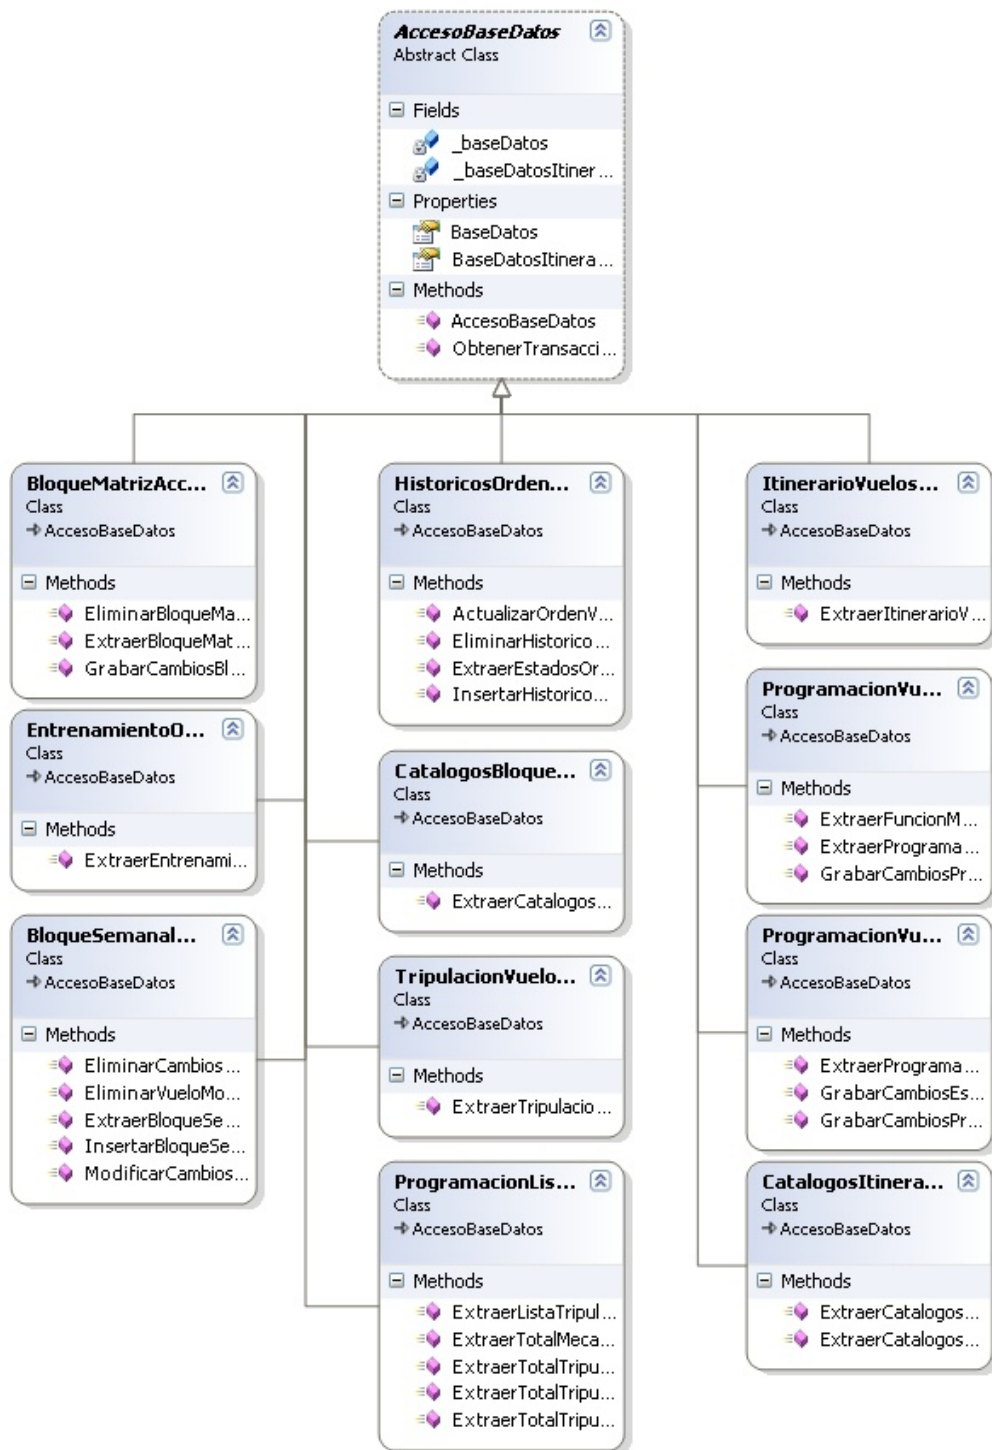 AccesoBaseDatos
Abstract Class
Fields
_baseDatos
_baseDatosItiner ...
Properties
BaseDatos
BaseDatosItinera ...
Methods
AccesoBaseDatos
ObtenerTransacci...
BloqueMatrizAcc...
Class
AccesoBaseDatos
Methods
EliminarBloqueMa...
ExtraerBloqueMat...
GrabarCambiosBl...
EntrenamientoO...
Class
AccesoBaseDatos
Methods
ExtraerEntrenami...
BloqueSemanal...
Class
AccesoBaseDatos
Methods
EliminarCambios ...
EliminarVueloMo...
ExtraerBloqueSe...
InsertarBloqueSe...
ModificarCambios...
HistoricosOrden...
Class
AccesoBaseDatos
Methods
ActualizarOrdenV...
EliminarHistorico...
ExtraerEstadosOr...
InsertarHistorico...
CatalogosBloque...
Class
AccesoBaseDatos
Methods
ExtraerCatalogos...
TripulacionVuelo...
Class
AccesoBaseDatos
Methods
ExtraerTripulacio...
ProgramacionLis...
Class
AccesoBaseDatos
Methods
ExtraerListaTripul...
ExtraerTotalMeca...
ExtraerTotalTripu...
ExtraerTotalTripu...
ExtraerTotalTripu...
ItinerarioVuelos...
Class
AccesoBaseDatos
Methods
ExtraerItinerarioV...
ProgramacionVu...
Class
AccesoBaseDatos
Methods
ExtraerFuncionM...
ExtraerPrograma...
GrabarCambiosPr...
ProgramacionVu...
Class
AccesoBaseDatos
Methods
ExtraerPrograma...
GrabarCambiosEs...
GrabarCambiosPr...
CatalogosItinera...
Class
AccesoBaseDatos
Methods
ExtraerCatalogos...
ExtraerCatalogos...